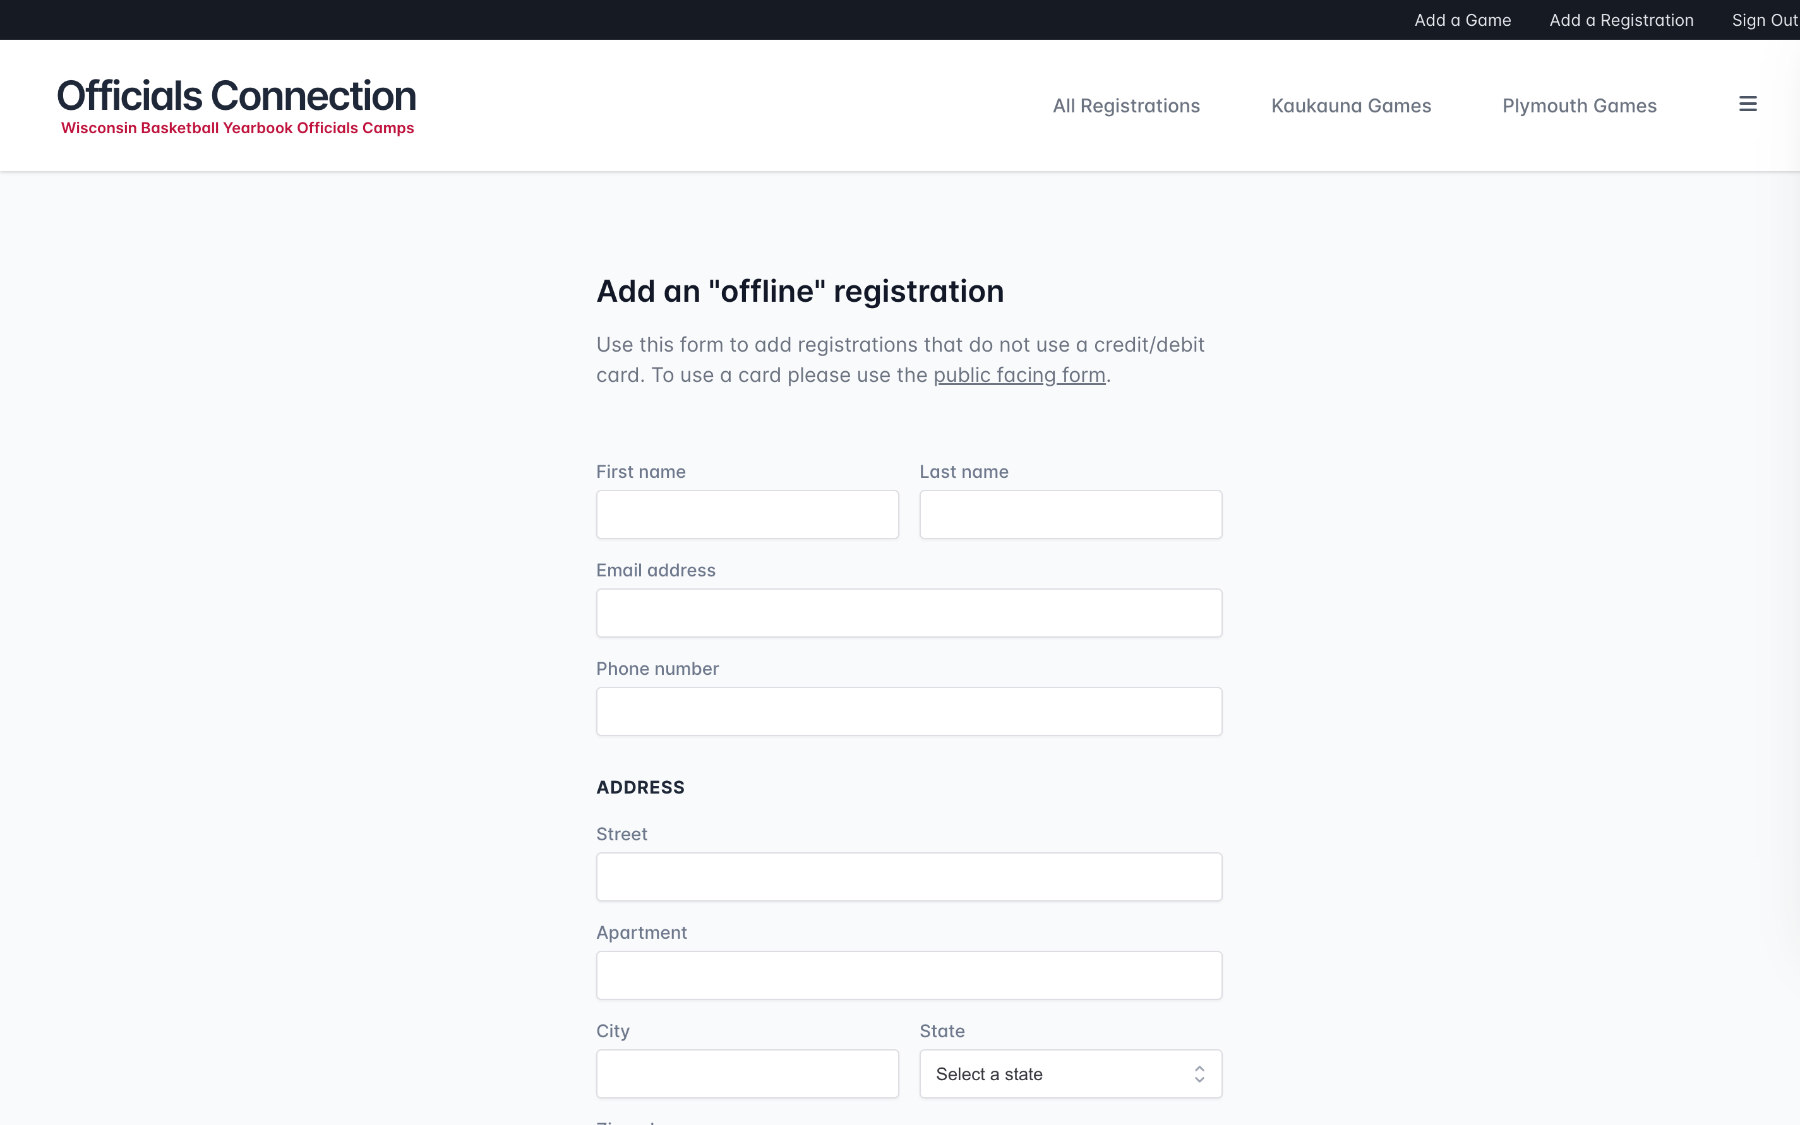 Add a Game Add a Registration Sign Out
Officials Connection
Wisconsin Basketball Yearbook Officials Camps
All Registrations Kaukauna Games Plymouth Games
Add an "offline" registration
Use this form to add registrations that do not use a credit/debit
card. To use a card please use the public facing form.
First name Last name
Email address
Phone number
ADDRESS
Street
Apartment
City State
Select a state